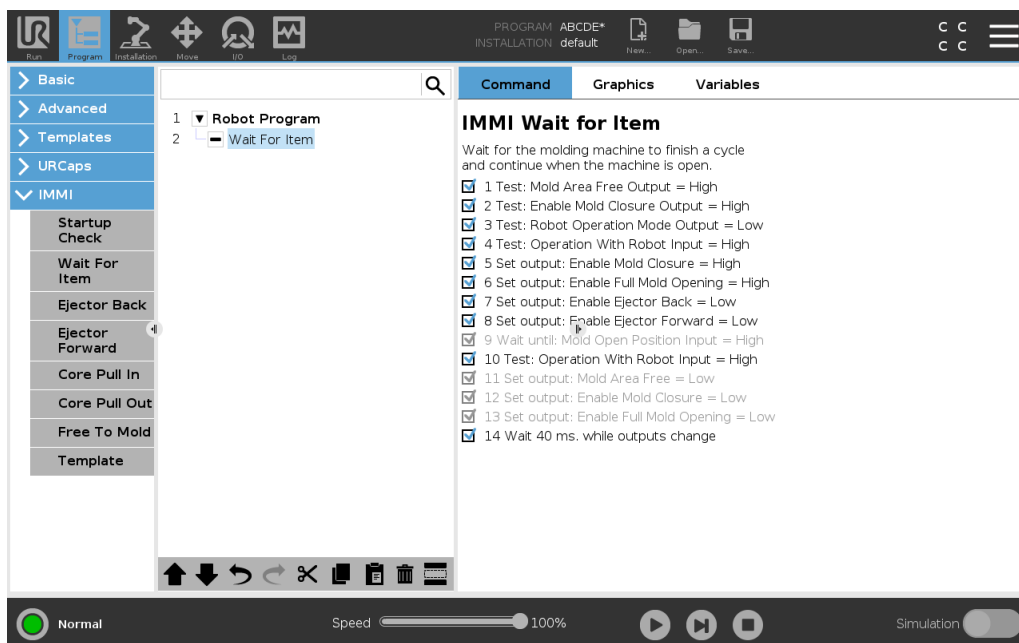 PROGRAM ABCDE*
INSTALLATION default
Run
Program
Installation
Move
I/O
Log
New...
Open...
Save...
C C
C C
Basic
Advanced
Templates
URCaps
IMMI
Startup
Check
Wait For
Item
Ejector Back
Ejector
Forward
Core Pull In
Core Pull Out
Free To Mold
Template
1 Robot Program
2 Wait For Item
Command Graphics Variables
IMMI Wait for Item
Wait for the molding machine to finish a cycle
and continue when the machine is open.
1 Test: Mold Area Free Output = High
2 Test: Enable Mold Closure Output = High
3 Test: Robot Operation Mode Output = Low
4 Test: Operation With Robot Input = High
5 Set output: Enable Mold Closure = High
6 Set output: Enable Full Mold Opening = High
7 Set output: Enable Ejector Back = Low
8 Set output: Enable Ejector Forward = Low
9 Wait until: Mold Open Position Input = High
10 Test: Operation With Robot Input = High
11 Set output: Mold Area Free = Low
12 Set output: Enable Mold Closure = Low
13 Set output: Enable Full Mold Opening = Low
14 Wait 40 ms. while outputs change
Normal
Speed 100%
Simulation